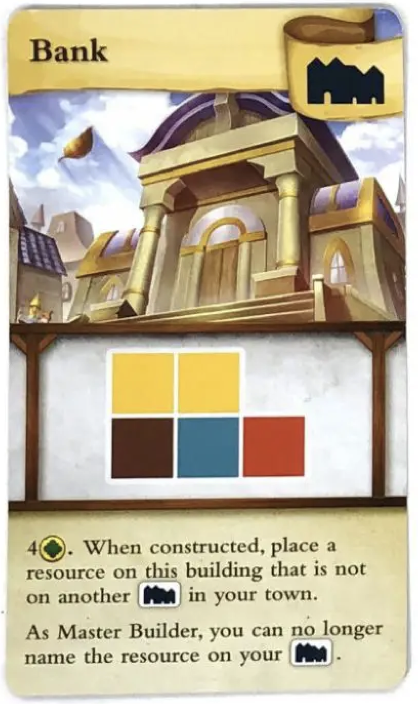 Bank
4. When constructed, place a
resource on this building that is not
on another in your town.
As Master Builder, you can no longer
name the resource on your .